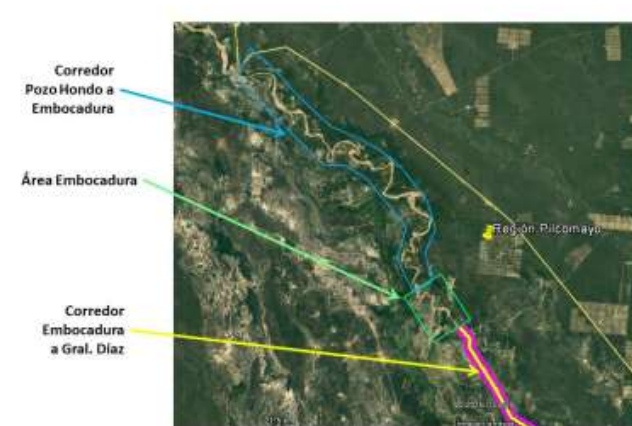 Corredor
Pozo Hondo a
Embocadura
Área Embocadura
Región Pilcomayo
Corredor
Embocadura
a Gral. Díaz